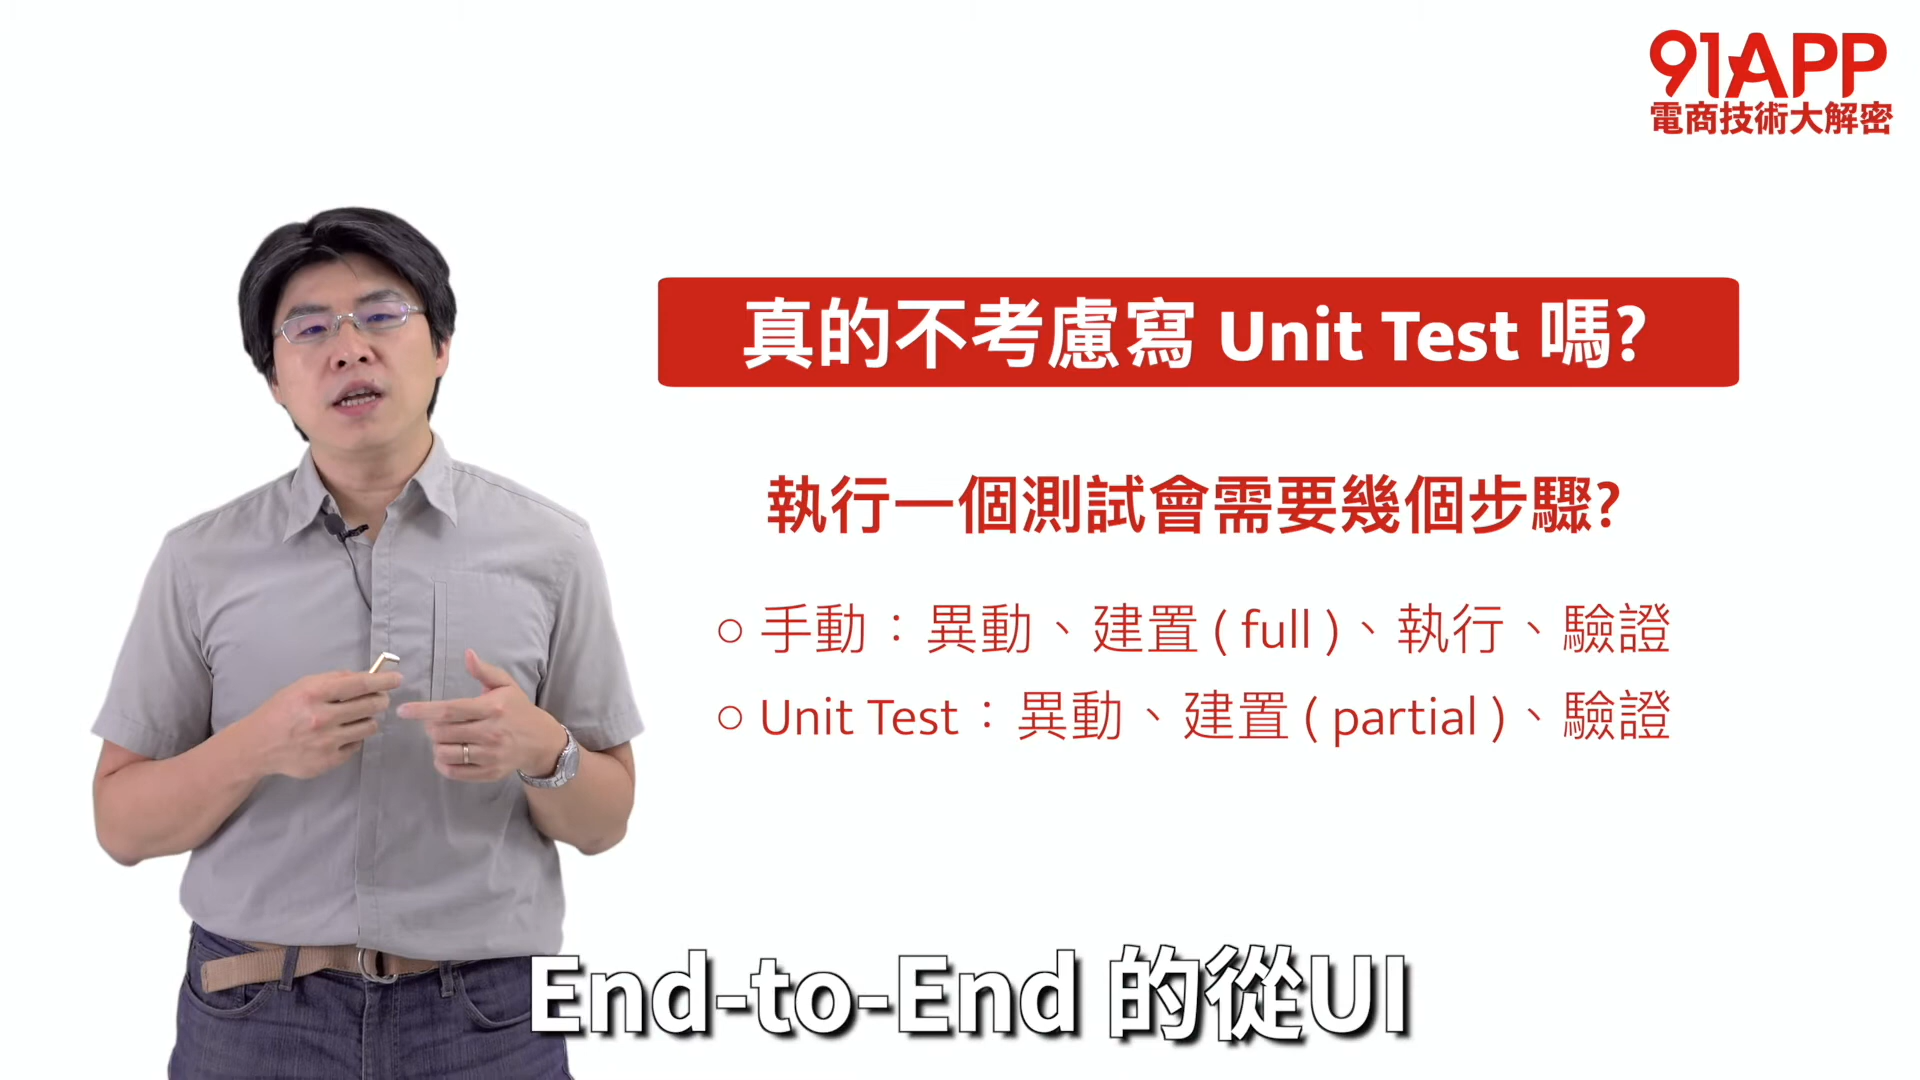 91APP
電商技術大解密
真的不考慮寫 Unit Test 嗎?
執行一個測試會需要幾個步驟?
○ 手動：異動、建置 ( full )、執行、驗證
○ Unit Test：異動、建置 ( partial )、驗證
End-to-End 的從UI